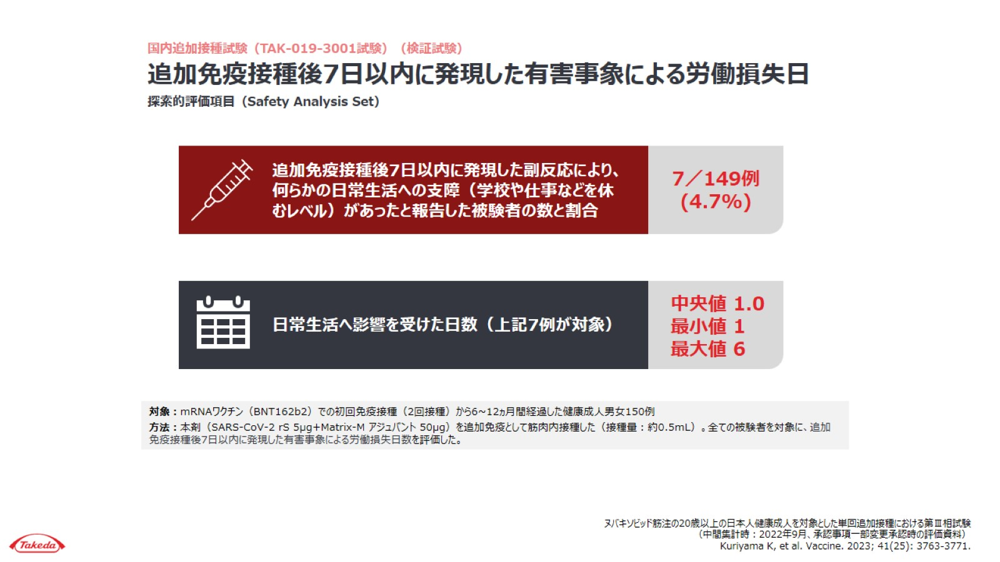 国内追加接種試験（TAK-019-3001試験）（検証試験）
追加免疫接種後7日以内に発現した有害事象による労働損失日
探索的評価項目（Safety Analysis Set）
追加免疫接種後7日以内に発現した副反応により、
何らかの日常生活への支障（学校や仕事などを休
むレベル）があったと報告した被験者の数と割合
7／149例
(4.7%)
日常生活へ影響を受けた日数（上記7例が対象）
中央値 1.0
最小値 1
最大値 6
対象：mRNAワクチン（BNT162b2）での初回免疫接種（2回接種）から6~12ヵ月間経過した健康成人男女150例
方法：本剤（SARS-CoV-2 rS 5μg+Matrix-M アジュバント 50μg）を追加免疫として筋肉内接種した（接種量：約0.5mL）。全ての被験者を対象に、追加
免疫接種後7日以内に発現した有害事象による労働損失日数を評価した。
ヌバキソビッド筋注の20歳以上の日本人健康成人を対象とした単回追加接種における第Ⅲ相試験
（中間集計時：2022年9月、承認事項一部変更承認時の評価資料）
Kuriyama K, et al. Vaccine. 2023; 41(25): 3763-3771.
Takeda